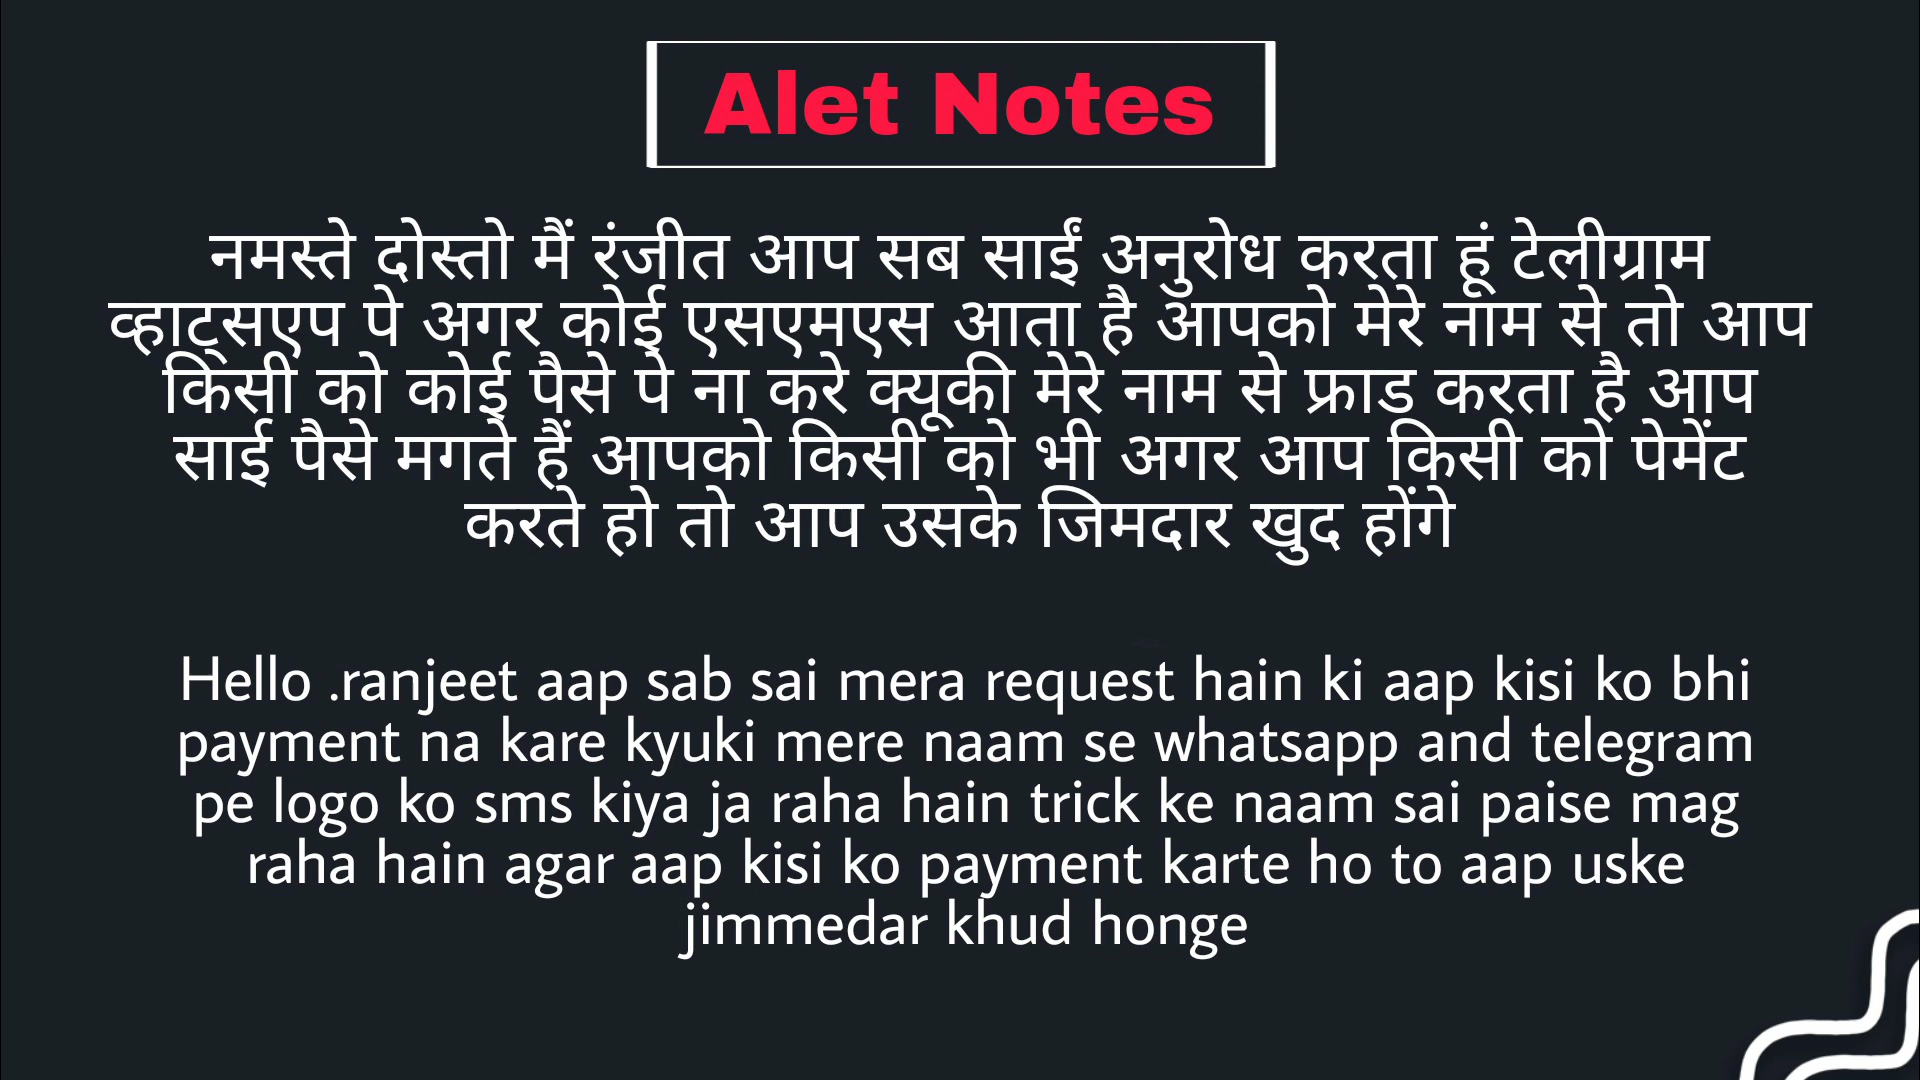 Alet Notes
नमस्ते दोस्तो मैं रंजीत आप सब साईं अनुरोध करता हूं टेलीग्राम
व्हाट्सएप पे अगर कोई एसएमएस आता है आपको मेरे नाम से तो आप
किसी को कोई पैसे पे ना करे क्यूकी मेरे नाम से फ्राड करता है आप
साई पैसे मगते हैं आपको किसी को भी अगर आप किसी को पेमेंट
करते हो तो आप उसके जिमदार खुद होंगे
Hello .ranjeet aap sab sai mera request hain ki aap kisi ko bhi
payment na kare kyuki mere naam se whatsapp and telegram
pe logo ko sms kiya ja raha hain trick ke naam sai paise mag
raha hain agar aap kisi ko payment karte ho to aap uske
jimmedar khud honge